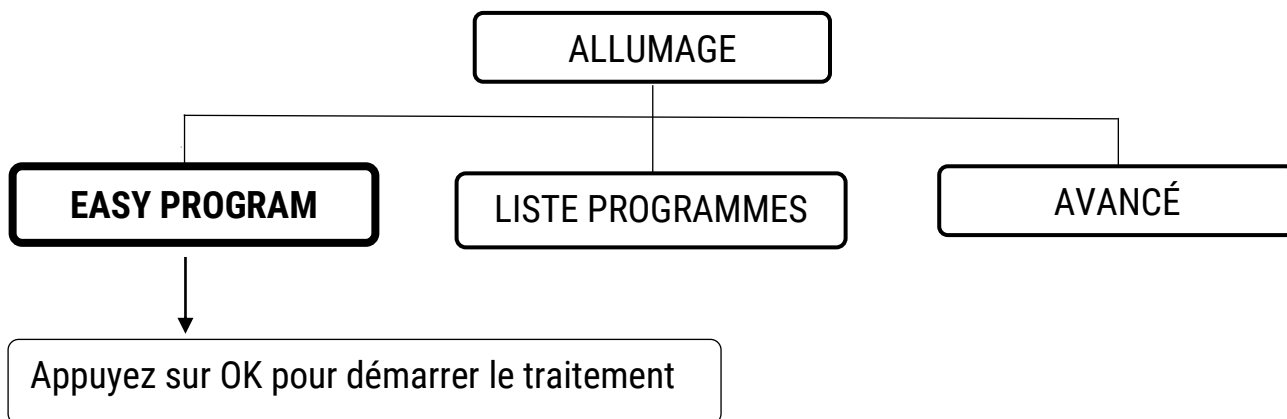 ALLUMAGE
EASY PROGRAM
LISTE PROGRAMMES
AVANCÉ
Appuyez sur OK pour démarrer le traitement